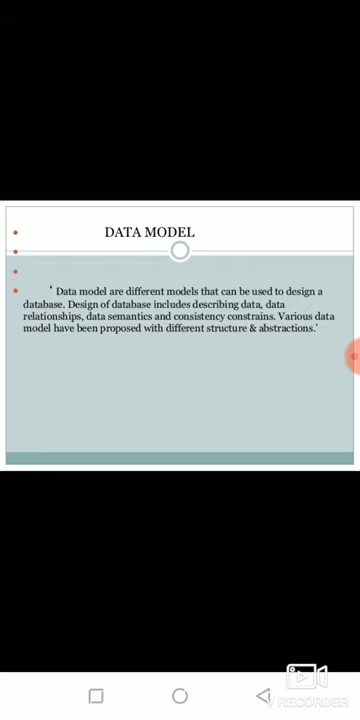 DATA MODEL
‘ Data model are different models that can be used to design a
database. Design of database includes describing data, data
relationships, data semantics and consistency constrains. Various data
model have been proposed with different structure & abstractions.’
V RECORDER